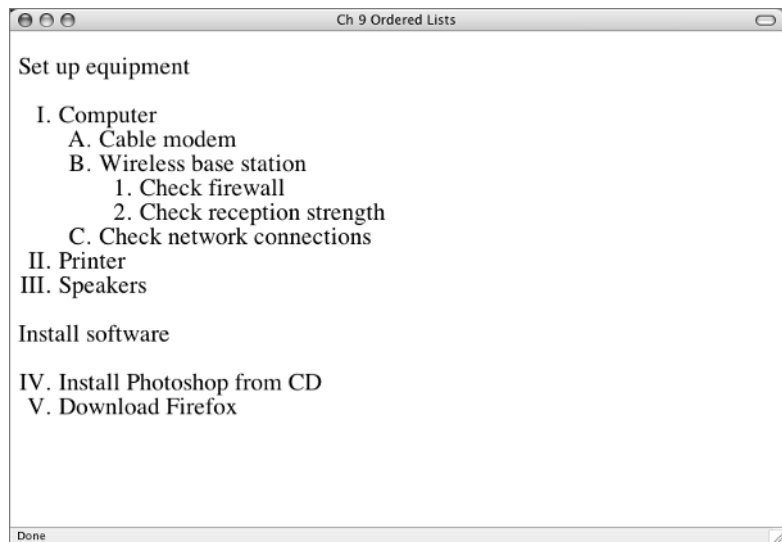 Ch 9 Ordered Lists
Set up equipment
I. Computer
A. Cable modem
B. Wireless base station
1. Check firewall
2. Check reception strength
C. Check network connections
II. Printer
III. Speakers
Install software
IV. Install Photoshop from CD
V. Download Firefox
Done